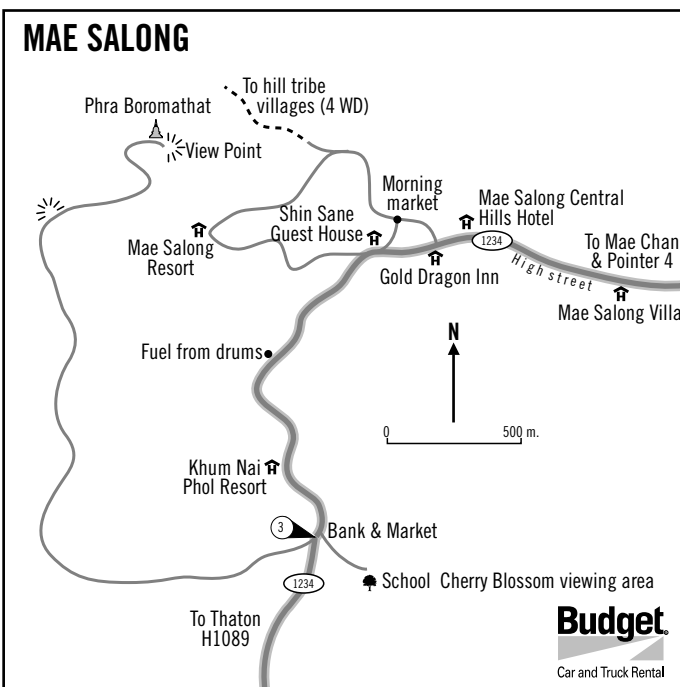 MAE SALONG
To hill tribe
villages (4 WD)
Phra Boromathat
View Point
Morning
market
Mae Salong Central
Hills Hotel
Shin Sane
Guest House
1234
To Mae Chan
& Pointer 4
Mae Salong
Resort
High street
Gold Dragon Inn
Mae Salong Villa
N
Fuel from drums
0
500 m.
Khum Nai
Phol Resort
3
Bank & Market
1234
School Cherry Blossom viewing area
To Thaton
H1089
Budget.
Car and Truck Rental